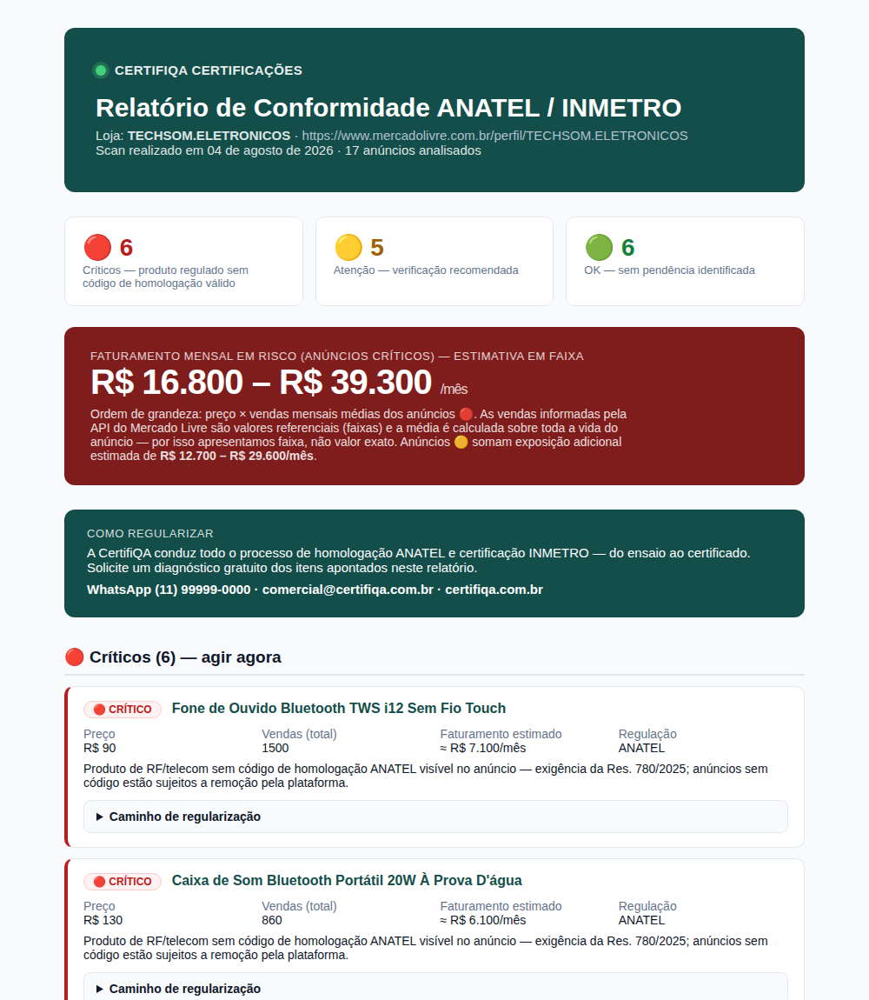 CERTIFIQA CERTIFICAÇÕES
Relatório de Conformidade ANATEL / INMETRO
Loja: TECHSOM.ELETRONICOS · https://www.mercadolivre.com.br/perfil/TECHSOM.ELETRONICOS
Scan realizado em 04 de agosto de 2026 · 17 anúncios analisados
🔴 6
Críticos — produto regulado sem
código de homologação válido
🟡 5
Atenção — verificação recomendada
🟢 6
OK — sem pendência identificada
FATURAMENTO MENSAL EM RISCO (ANÚNCIOS CRÍTICOS) — ESTIMATIVA EM FAIXA
R$ 16.800 – R$ 39.300 /mês
Ordem de grandeza: preço × vendas mensais médias dos anúncios 🔴. As vendas informadas pela
API do Mercado Livre são valores referenciais (faixas) e a média é calculada sobre toda a vida do
anúncio — por isso apresentamos faixa, não valor exato. Anúncios 🟡 somam exposição adicional
estimada de R$ 12.700 – R$ 29.600/mês.
COMO REGULARIZAR
A CertifiQA conduz todo o processo de homologação ANATEL e certificação INMETRO — do ensaio ao certificado.
Solicite um diagnóstico gratuito dos itens apontados neste relatório.
WhatsApp (11) 99999-0000 · comercial@certifiqa.com.br · certifiqa.com.br
🔴 Críticos (6) — agir agora
🔴 CRÍTICO Fone de Ouvido Bluetooth TWS i12 Sem Fio Touch
Preço Vendas (total) Faturamento estimado Regulação
R$ 90 1500 ≈ R$ 7.100/mês ANATEL
Produto de RF/telecom sem código de homologação ANATEL visível no anúncio — exigência da Res. 780/2025; anúncios sem
código estão sujeitos a remoção pela plataforma.
▶ Caminho de regularização
🔴 CRÍTICO Caixa de Som Bluetooth Portátil 20W À Prova D'água
Preço Vendas (total) Faturamento estimado Regulação
R$ 130 860 ≈ R$ 6.100/mês ANATEL
Produto de RF/telecom sem código de homologação ANATEL visível no anúncio — exigência da Res. 780/2025; anúncios sem
código estão sujeitos a remoção pela plataforma.
▶ Caminho de regularização